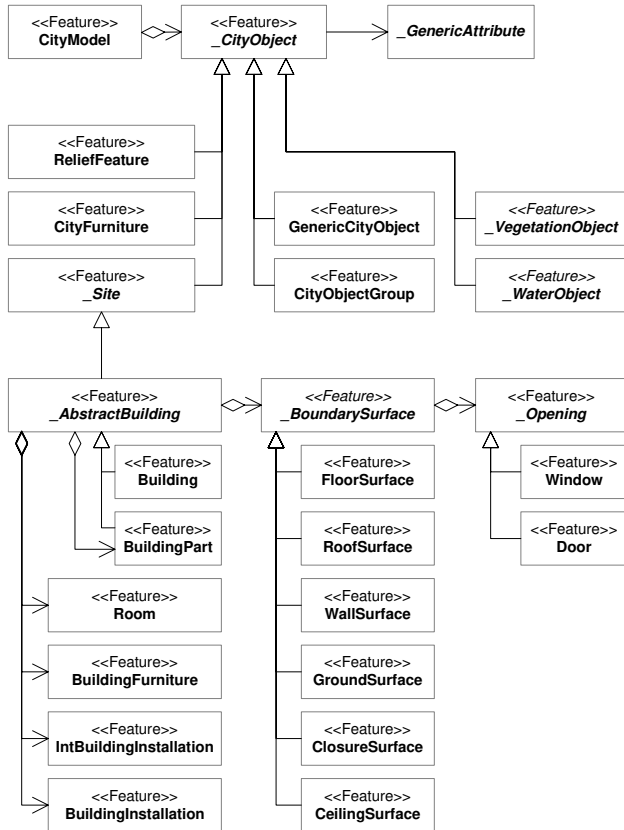 <<Feature>>
CityModel
<<Feature>>
_CityObject
_GenericAttribute
<<Feature>>
ReliefFeature
<<Feature>>
CityFurniture
<<Feature>>
GenericCityObject
<<Feature>>
_VegetationObject
<<Feature>>
_Site
<<Feature>>
CityObjectGroup
<<Feature>>
_WaterObject
<<Feature>>
_AbstractBuilding
<<Feature>>
_BoundarySurface
<<Feature>>
_Opening
<<Feature>>
Building
<<Feature>>
FloorSurface
<<Feature>>
Window
<<Feature>>
BuildingPart
<<Feature>>
RoofSurface
<<Feature>>
Door
<<Feature>>
Room
<<Feature>>
WallSurface
<<Feature>>
BuildingFurniture
<<Feature>>
GroundSurface
<<Feature>>
IntBuildingInstallation
<<Feature>>
ClosureSurface
<<Feature>>
BuildingInstallation
<<Feature>>
CeilingSurface